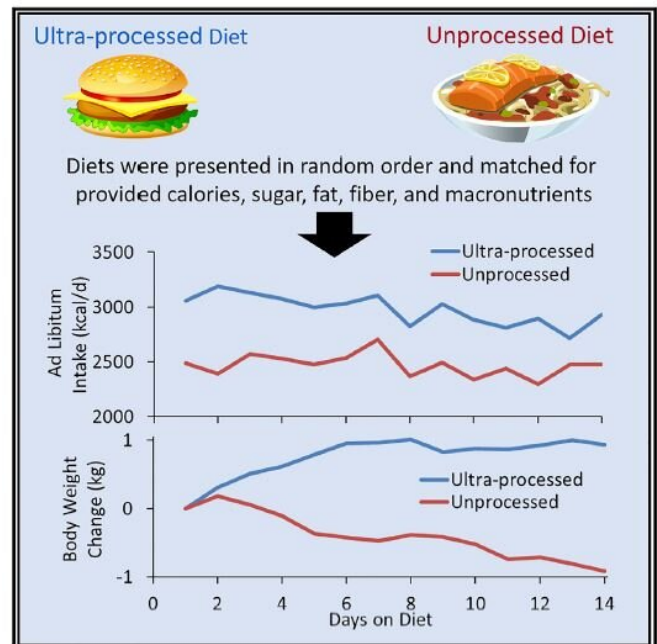 Ultra-processed Diet
Unprocessed Diet
Diets were presented in random order and matched for
provided calories, sugar, fat, fiber, and macronutrients
Ad Libitum
Intake (kcal/d)
3500
3000
2500
2000
Ultra-processed
Unprocessed
Body Weight
Change (kg)
1
0
-1
Ultra-processed
Unprocessed
0 2 4 6 8 10 12 14
Days on Diet